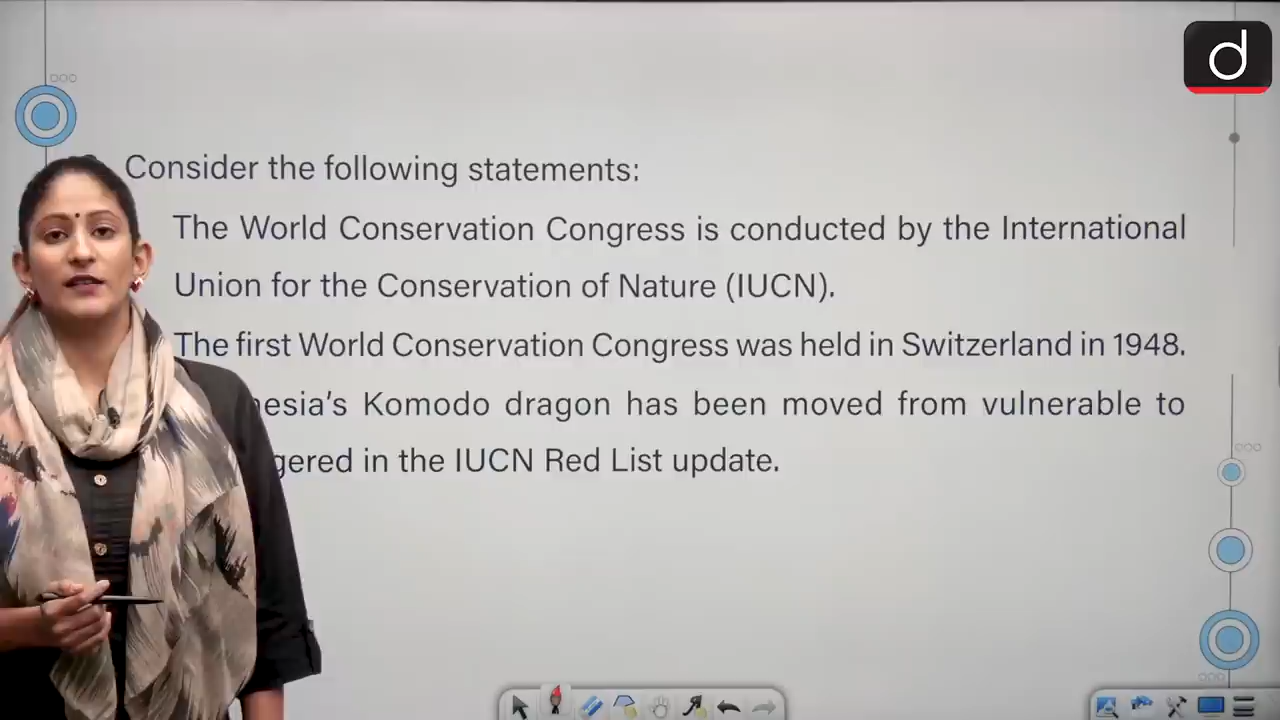 Consider the following statements:
The World Conservation Congress is conducted by the International
Union for the Conservation of Nature (IUCN).
The first World Conservation Congress was held in Switzerland in 1948.
Komodo dragon has been moved from vulnerable to
in the IUCN Red List update.
d